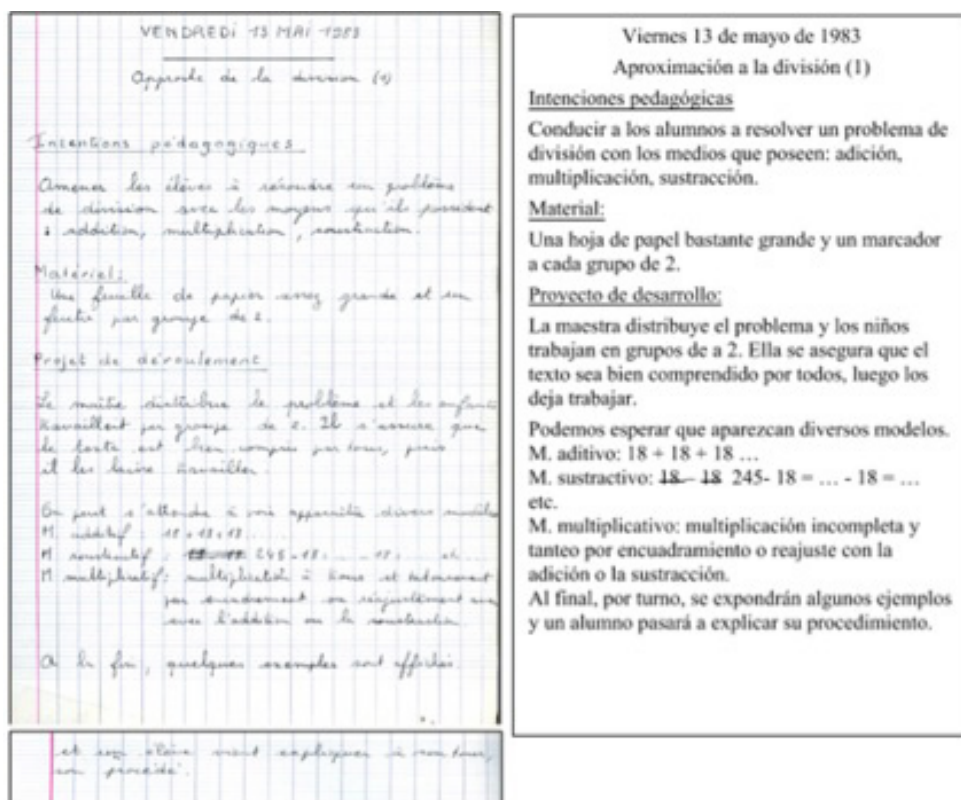 VENDREDI 13 MAI 1983
Approche de la division (1)
Intentions pédagogiques
Amener les élèves à résoudre un problème
de division avec les moyens qu'ils possèdent
: addition, multiplication, soustraction.
Matériel:
Une feuille de papier assez grande et un
feutre par groupe de 2.
Projet de déroulement
Le maître distribue le problème et les enfants
travaillent par groupe de 2. Il s'assure que
le texte est bien compris par tous, puis
il les laisse travailler.
On peut s'attendre à voir apparaître divers modèles
M. additif : 18 + 18 + 18 ....
M soustractif : 18 - 18 245 - 18 = ... - 18 = ... etc...
M multiplicatif : multiplication à trous et
par encadrement ou réajustement
avec l'addition ou la soustraction
A la fin, quelques exemples sont affichés
et son élève vient expliquer à son tour,
son procédé.
Viernes 13 de mayo de 1983
Aproximación a la división (1)
Intenciones pedagógicas
Conducir a los alumnos a resolver un problema de
división con los medios que poseen: adición,
multiplicación, sustracción.
Material:
Una hoja de papel bastante grande y un marcador
a cada grupo de 2.
Proyecto de desarrollo:
La maestra distribuye el problema y los niños
trabajan en grupos de a 2. Ella se asegura que el
texto sea bien comprendido por todos, luego los
deja trabajar.
Podemos esperar que aparezcan diversos modelos.
M. aditivo: 18 + 18 + 18 ...
M. sustractivo: 18 - 18 245- 18 = ... - 18 = ...
etc.
M. multiplicativo: multiplicación incompleta y
tanteo por encuadramiento o reajuste con la
adición o la sustracción.
Al final, por turno, se expondrán algunos ejemplos
y un alumno pasará a explicar su procedimiento.